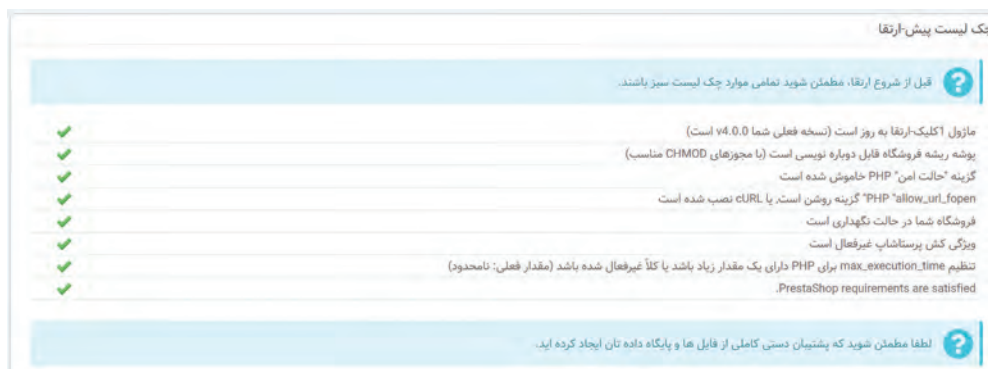 چک لیست پیش-ارتقا
قبل از شروع ارتقا، مطمئن شوید تمامی موارد چک لیست سبز باشند.
ماژول 1کلیک-ارتقا به روز است (نسخه فعلی شما v4.0.0 است)
پوشه ریشه فروشگاه قابل دوباره نویسی است (با مجوزهای CHMOD مناسب)
گزینه "حالت امن" PHP خاموش شده است
PHP "allow_url_fopen" گزینه روشن است, یا cURL نصب شده است
فروشگاه شما در حالت نگهداری است
ویژگی کش پرستاشاپ غیرفعال است
تنظیم max_execution_time برای PHP دارای یک مقدار زیاد باشد یا کلاً غیرفعال شده باشد (مقدار فعلی: نامحدود)
PrestaShop requirements are satisfied.
لطفا مطمئن شوید که پشتیبان دستی کاملی از فایل ها و پایگاه داده تان ایجاد کرده اید.